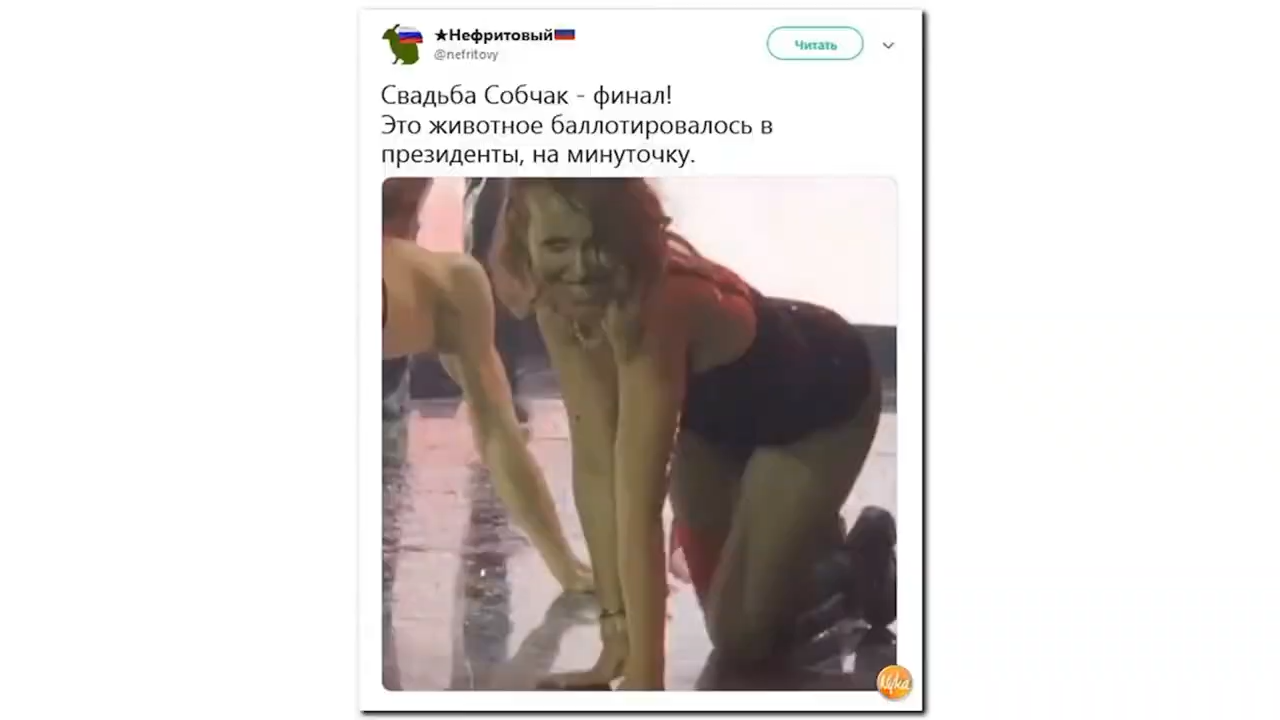 ★Нефритовый
@nefritovy
Читать
Свадьба Собчак - финал!
Это животное баллотировалось в
президенты, на минуточку.